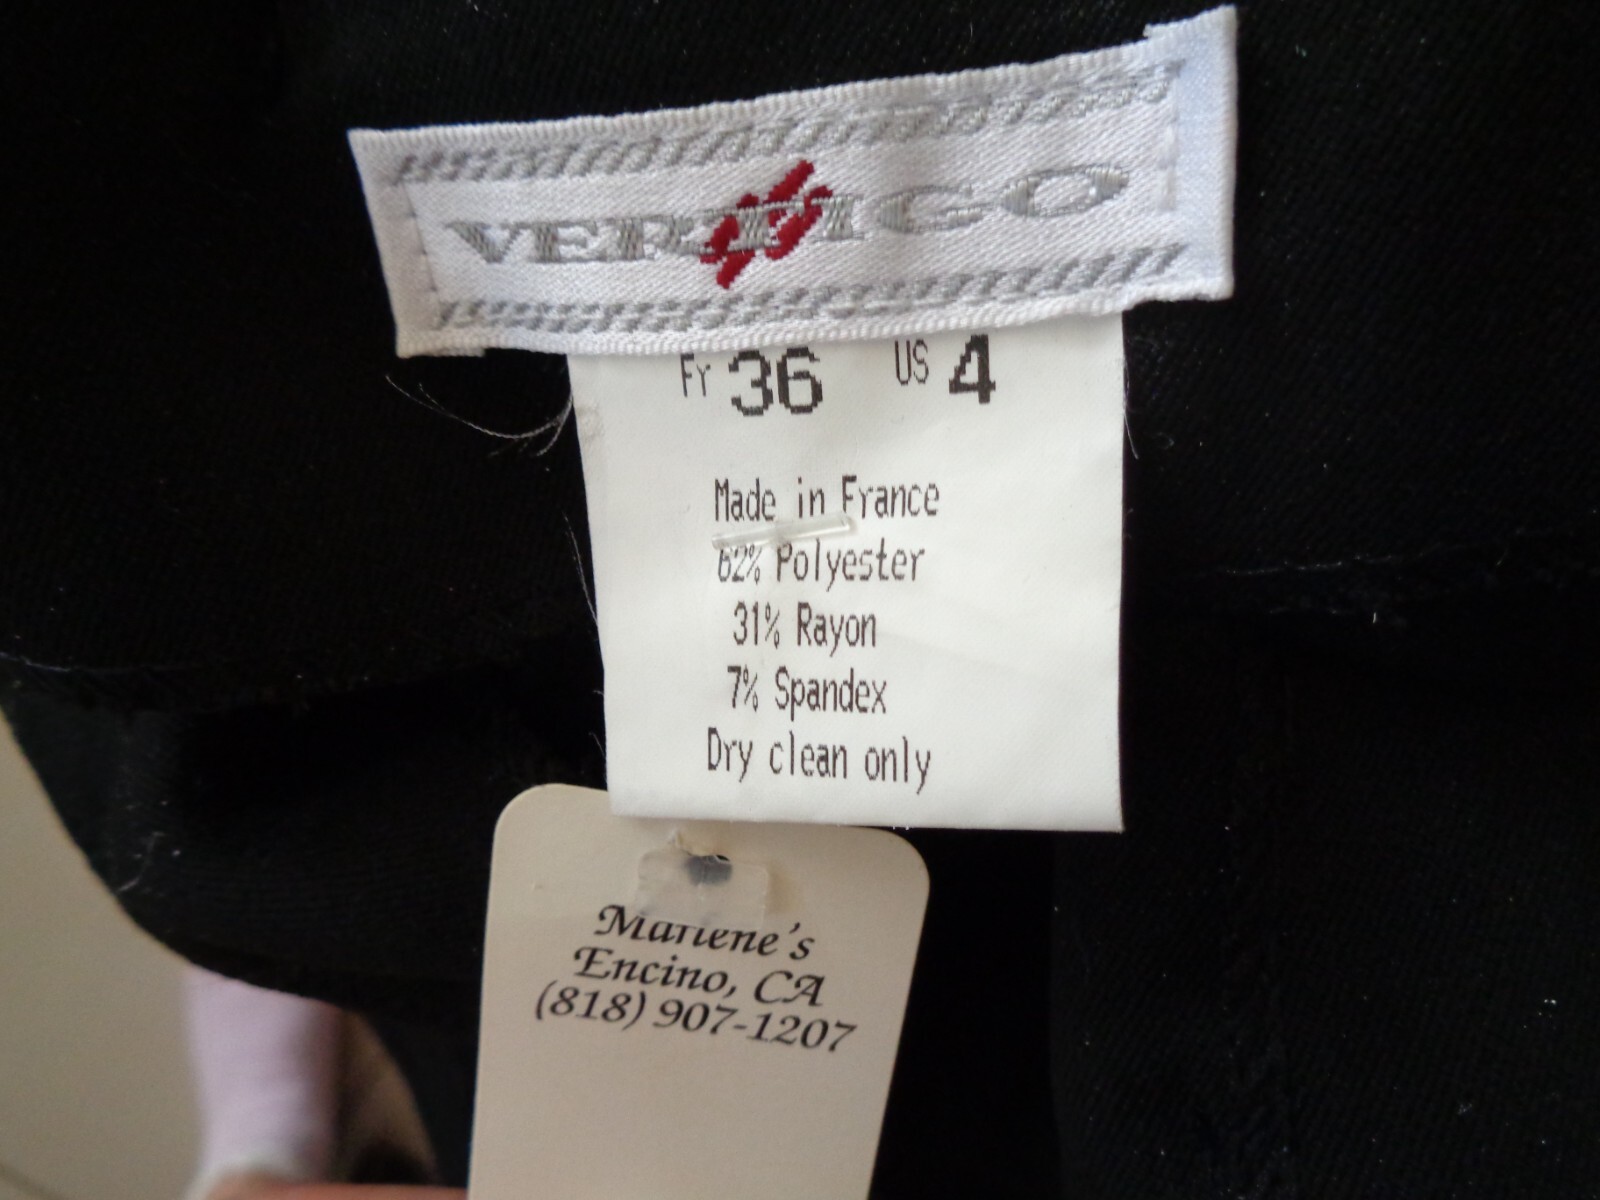 VERTIGO
Fr 36 US 4
Made in France
62% Polyester
31% Rayon
7% Spandex
Dry clean only
Marlene's
Encino, CA
(818) 907-1207